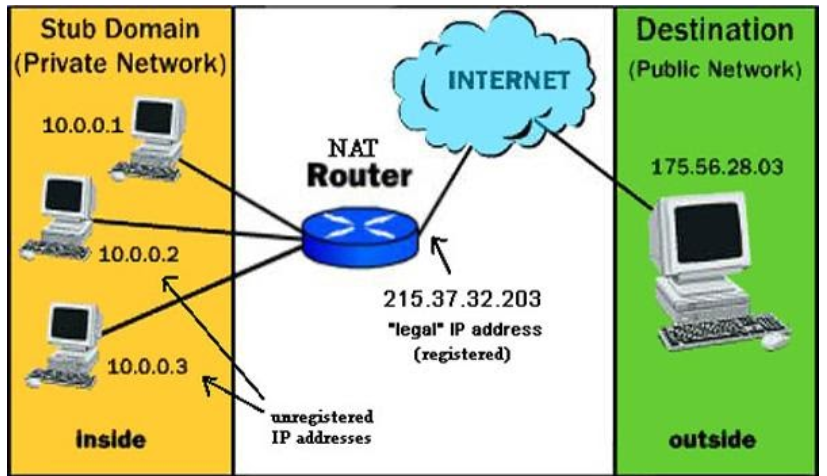 Stub Domain
(Private Network)
10.0.0.1
10.0.0.2
10.0.0.3
inside
NAT
Router
INTERNET
215.37.32.203
"legal" IP address
(registered)
unregistered
IP addresses
Destination
(Public Network)
175.56.28.03
outside